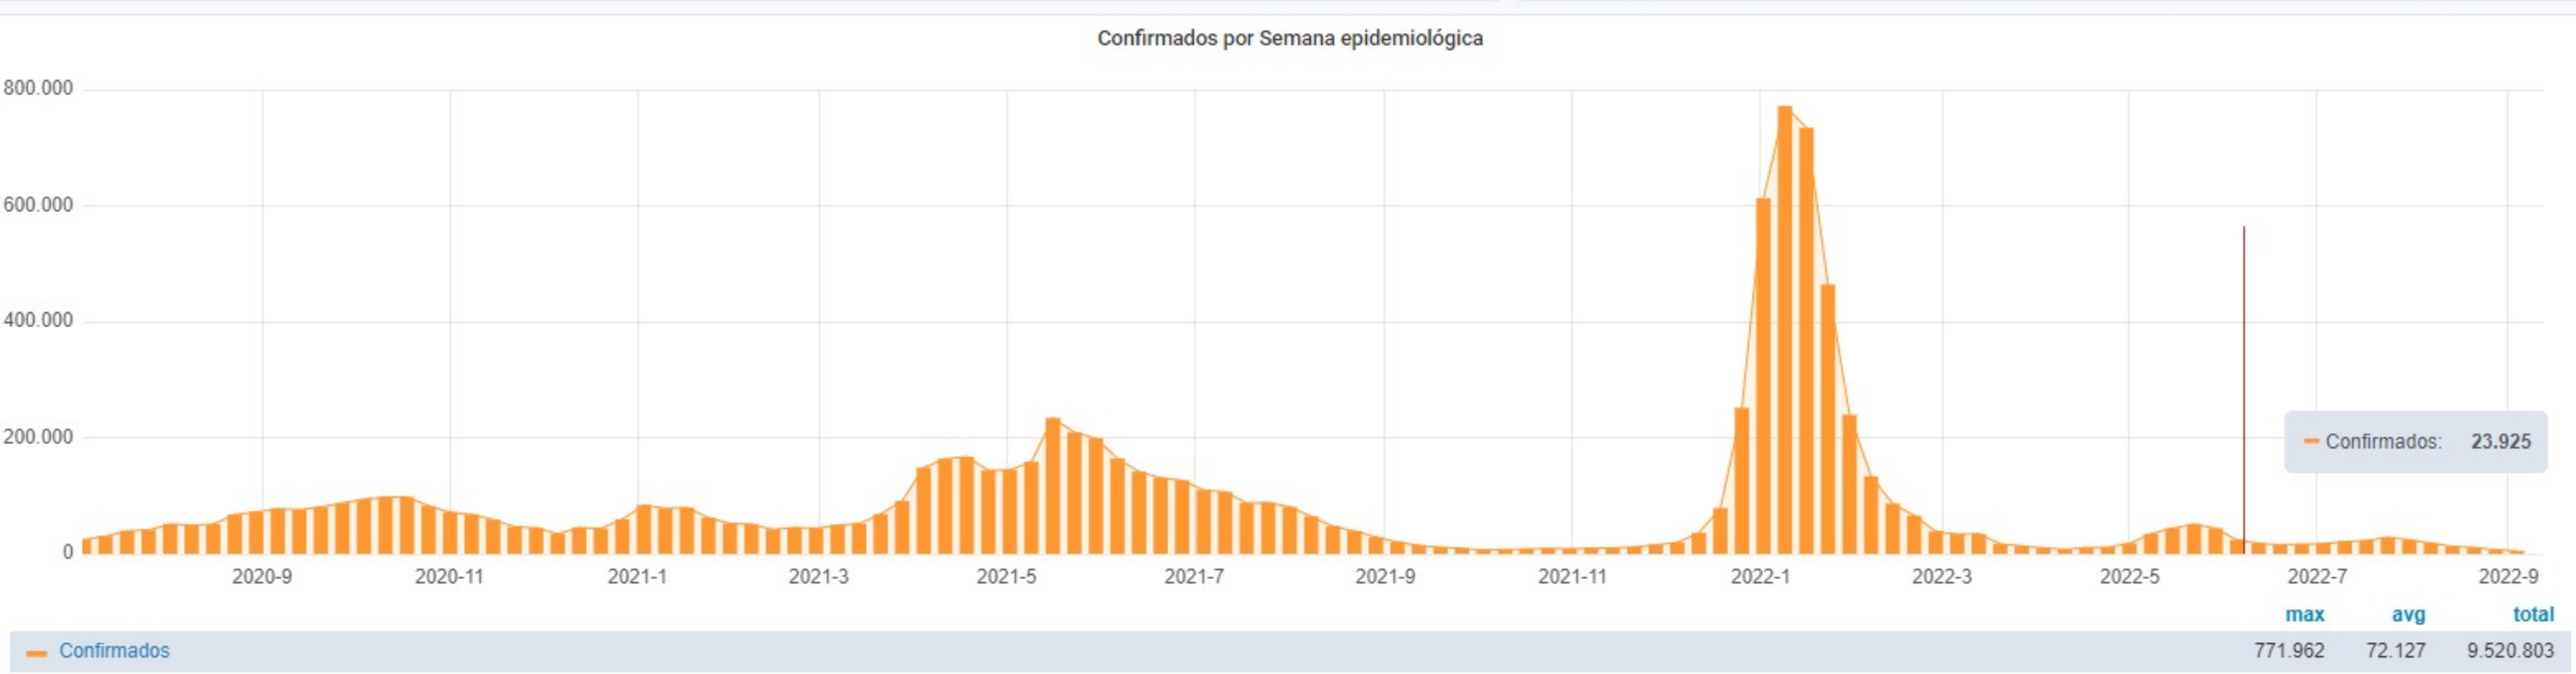 Confirmados por Semana epidemiológica
800.000
600.000
400.000
200.000
0
Confirmados: 23.925
2020-9 2020-11 2021-1 2021-3 2021-5 2021-7 2021-9 2021-11 2022-1 2022-3 2022-5 2022-7 2022-9
max avg total
Confirmados 771.962 72.127 9.520.803